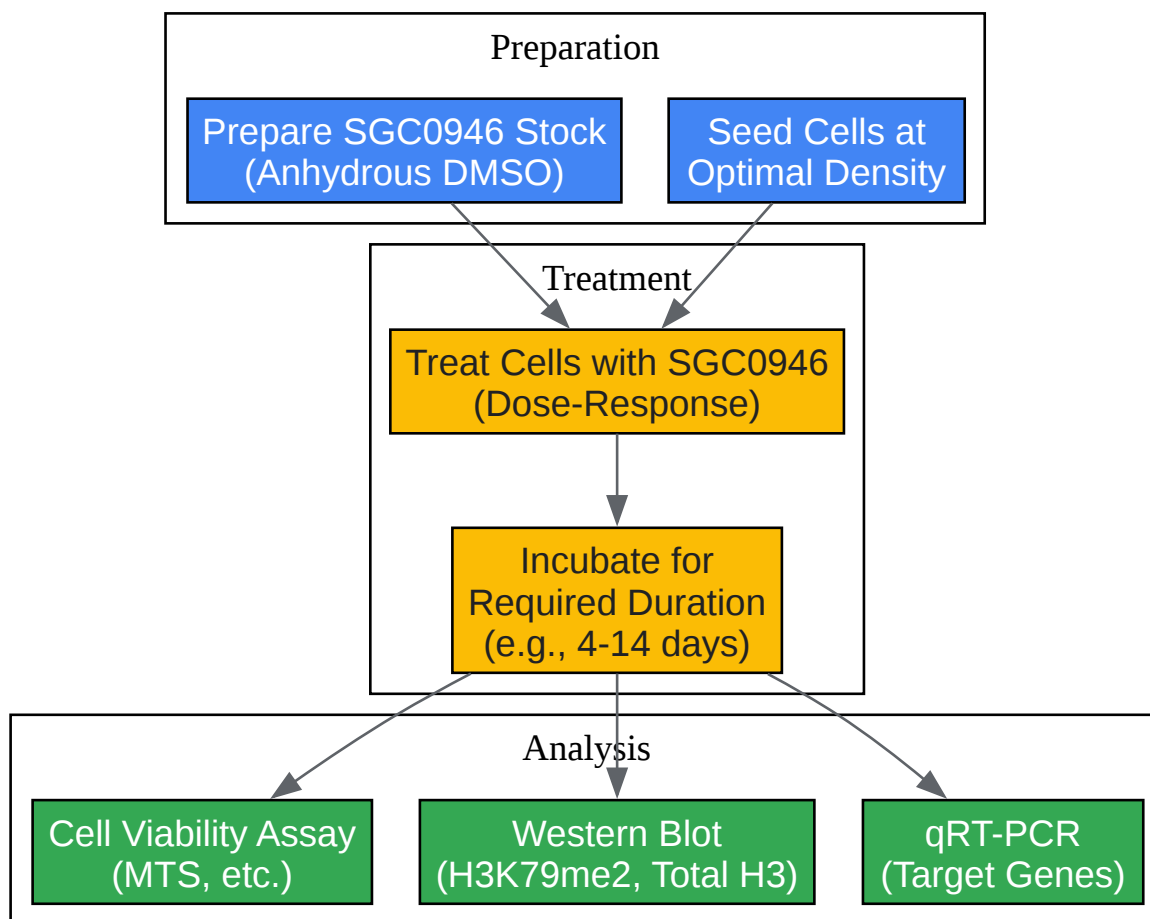 Preparation
Prepare SGC0946 Stock
(Anhydrous DMSO)
Seed Cells at
Optimal Density
Treatment
Treat Cells with SGC0946
(Dose-Response)
Incubate for
Required Duration
(e.g., 4-14 days)
Analysis
Cell Viability Assay
(MTS, etc.)
Western Blot
(H3K79me2, Total H3)
qRT-PCR
(Target Genes)